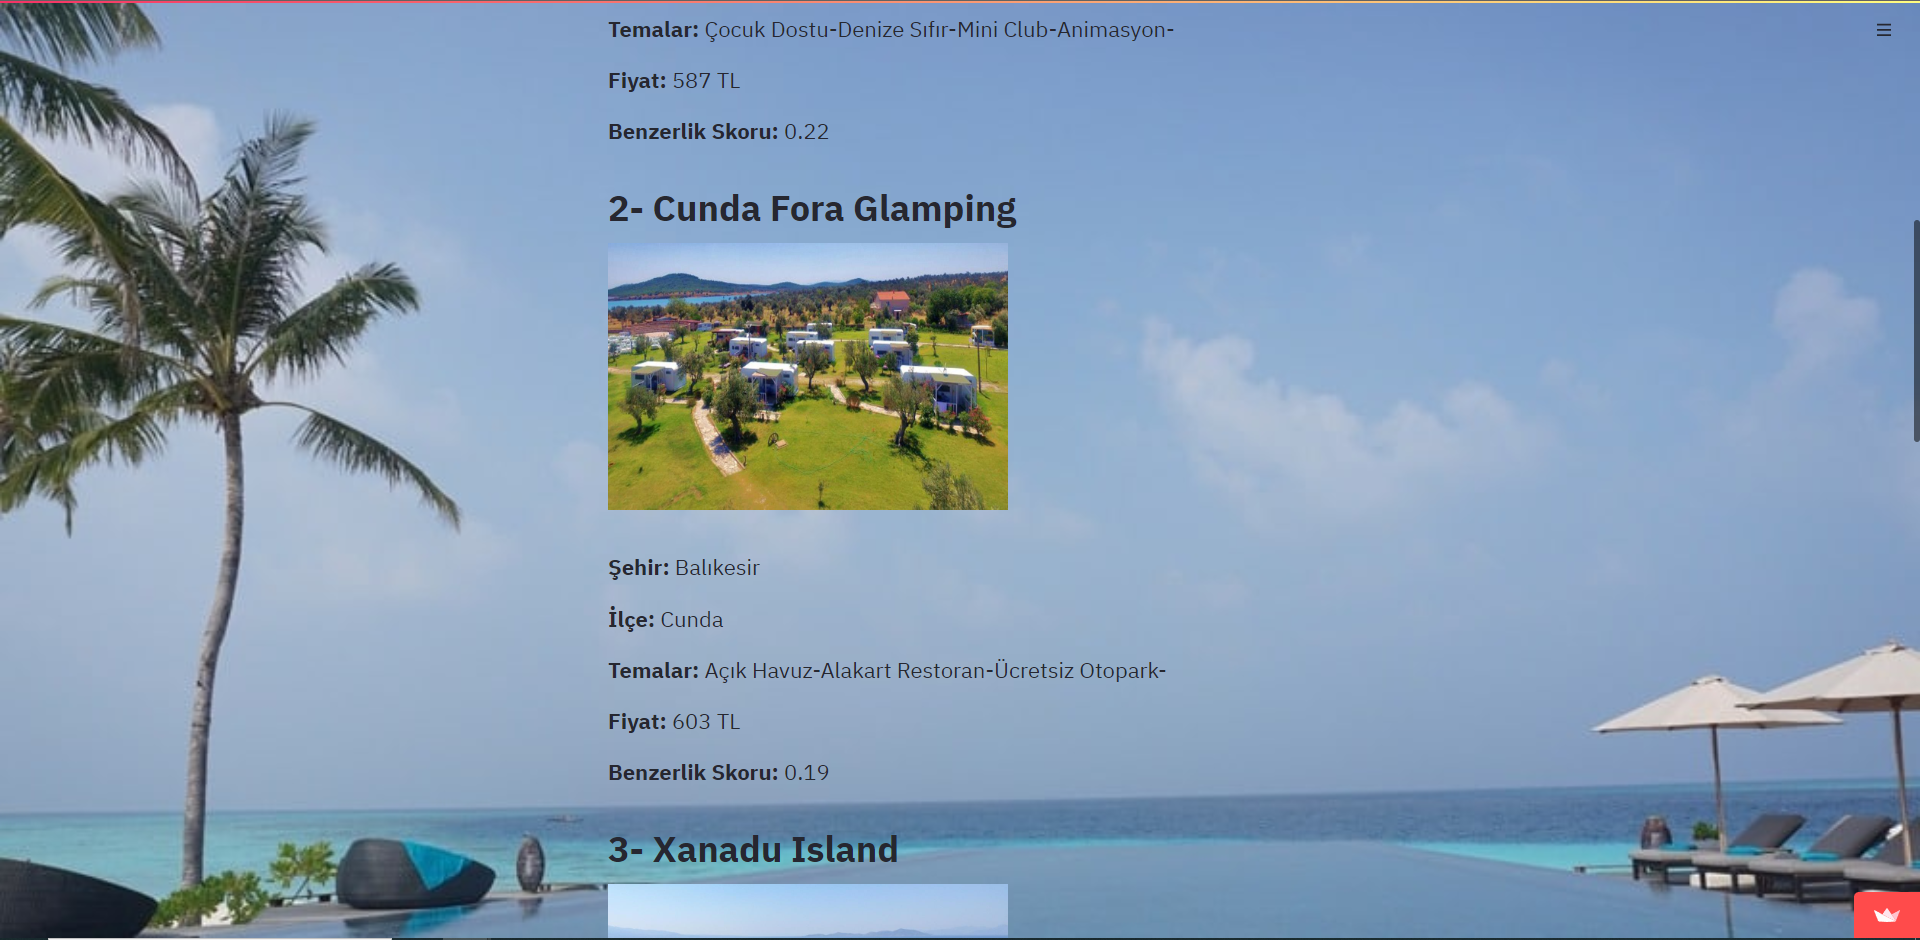 Temalar: Çocuk Dostu-Denize Sıfır-Mini Club-Animasyon-
Fiyat: 587 TL
Benzerlik Skoru: 0.22
2- Cunda Fora Glamping
Şehir: Balıkesir
İlçe: Cunda
Temalar: Açık Havuz-Alakart Restoran-Ücretsiz Otopark-
Fiyat: 603 TL
Benzerlik Skoru: 0.19
3- Xanadu Island